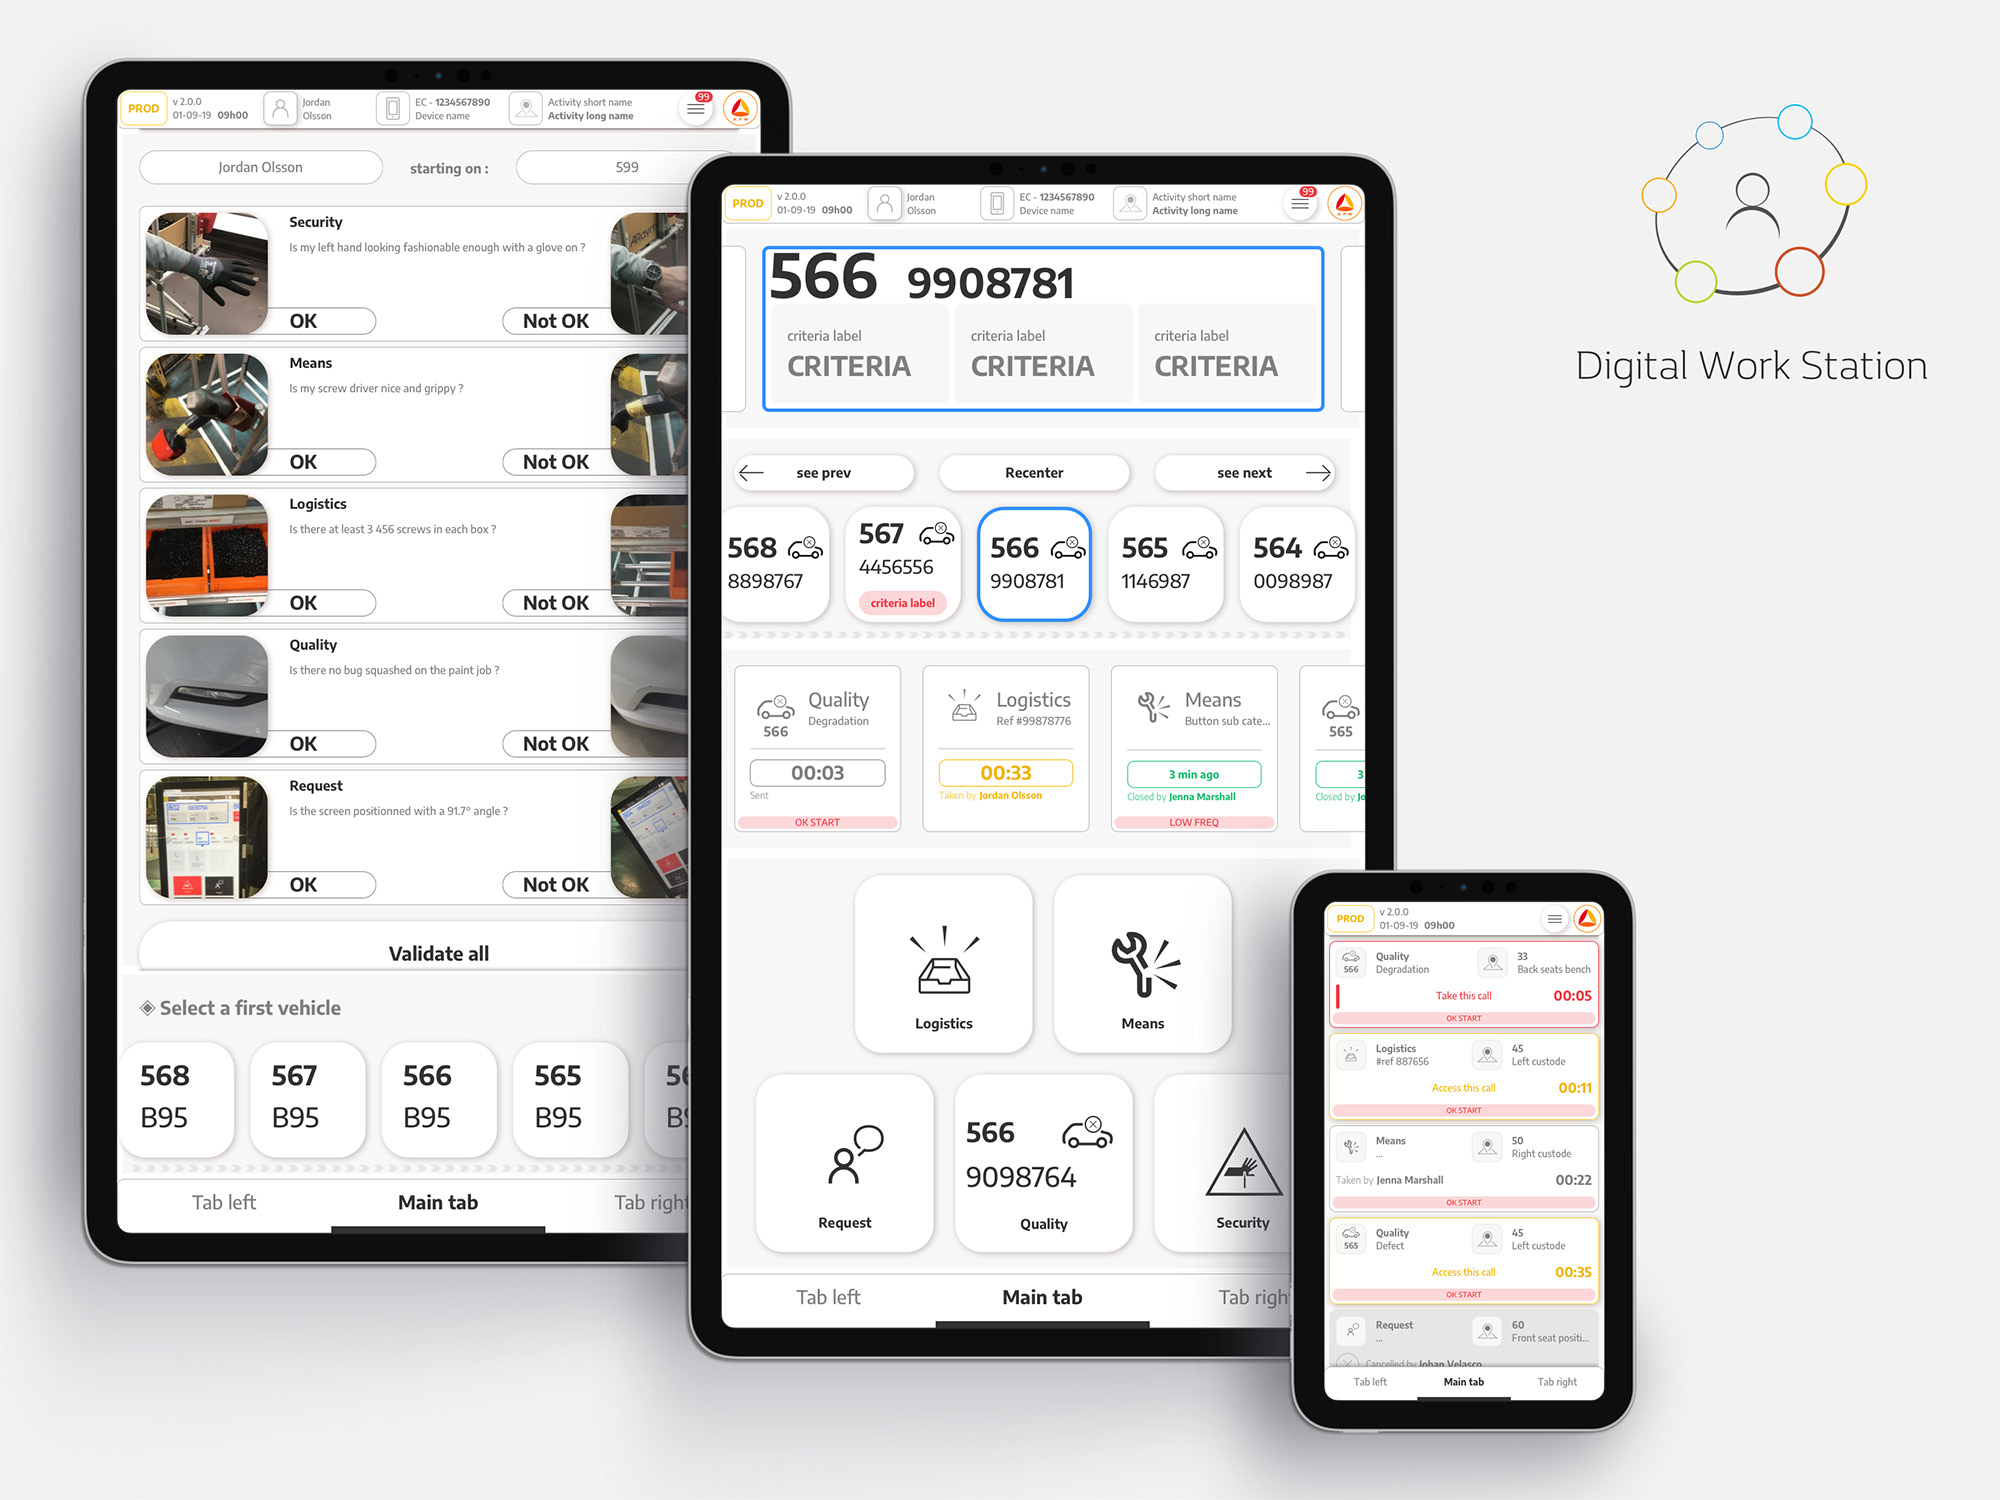 PROD
v 2.0.0
01-09-19 09h00
Jordan
Olsson
EC - 1234567890
Device name
Activity short name
Activity long name
99
Jordan Olsson
starting on :
599
Security
Is my left hand looking fashionable enough with a glove on ?
OK
Not OK
Means
Is my screw driver nice and grippy ?
OK
Not OK
Logistics
Is there at least 3 456 screws in each box ?
OK
Not OK
Quality
Is there no bug squashed on the paint job ?
OK
Not OK
Request
Is the screen positionned with a 91.7° angle ?
OK
Not OK
Validate all
Select a first vehicle
568
B95
567
B95
566
B95
565
B95
Tab left
Main tab
Tab right
PROD
v 2.0.0
01-09-19 09h00
Jordan
Olsson
EC - 1234567890
Device name
Activity short name
Activity long name
99
566 9908781
criteria label
CRITERIA
criteria label
CRITERIA
criteria label
CRITERIA
see prev
Recenter
see next
568
8898767
567
4456556
criteria label
566
9908781
565
1146987
564
0098987
Quality
Degradation
566
00:03
Sent
OK START
Logistics
Ref #99878776
00:33
Taken by Jordan Olsson
Means
Button sub cate...
3 min ago
Closed by Jenna Marshall
LOW FREQ
565
3
Closed by Jo
Logistics
Means
Request
566
9098764
Quality
Security
Tab left
Main tab
Tab righ
PROD
v 2.0.0
01-09-19 09h00
Quality
Degradation
566
33
Back seats bench
Take this call
00:05
OK START
Logistics
#ref 887656
45
Left custode
Access this call
00:11
OK START
Means
...
50
Right custode
Taken by Jenna Marshall
00:22
OK START
Quality
Defect
565
45
Left custode
Access this call
00:35
OK START
Request
...
60
Front seat positi...
Cancelled by Johan Velasco
Tab left
Main tab
Tab right
Digital Work Station